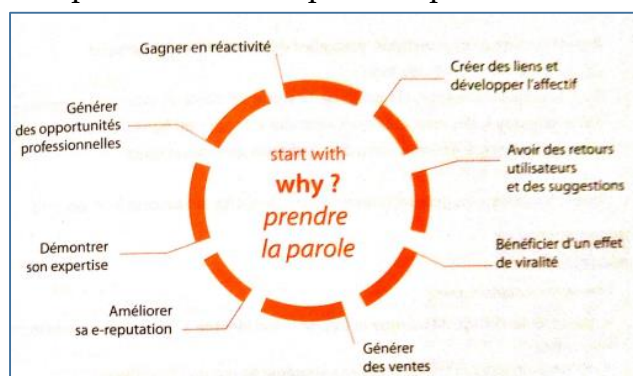 Gagner en réactivité
Créer des liens et
développer l'affectif
Générer
des opportunités
professionnelles
Avoir des retours
utilisateurs
et des suggestions
start with
why ?
prendre
la parole
Démontrer
son expertise
Bénéficier d'un effet
de viralité
Améliorer
sa e-reputation
Générer
des ventes